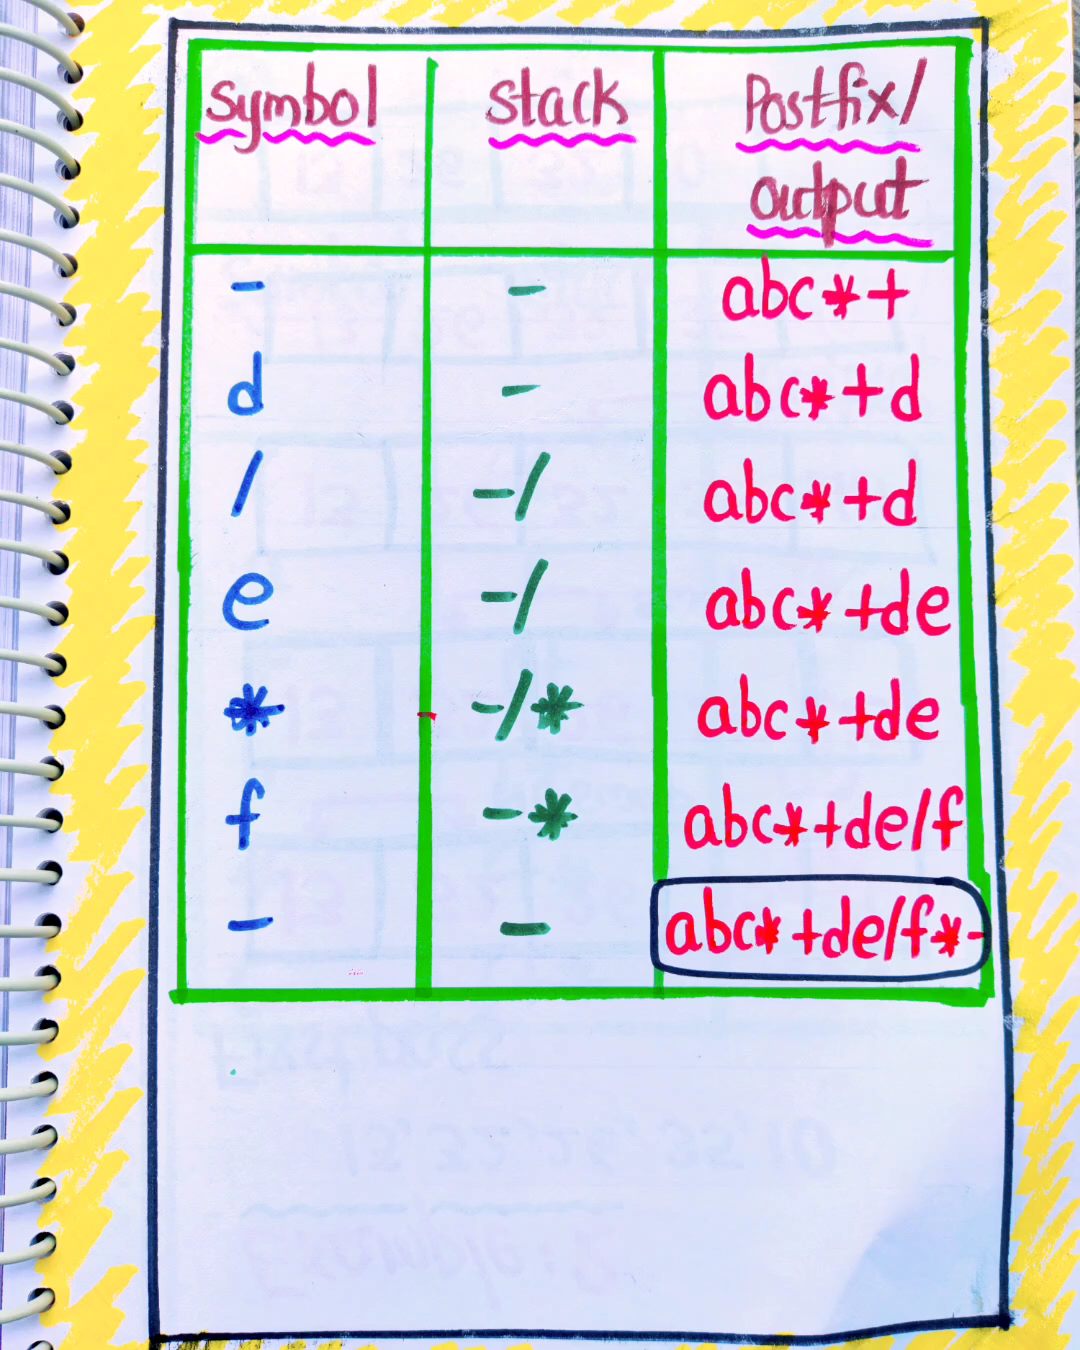 Symbol Stack Postfix/
output
- - abc*+
d - abc*+d
/ -/ abc*+d
e -/ abc*+de
* -/* abc*+de
f -* abc*+de/f
- - abc*+de/f*-